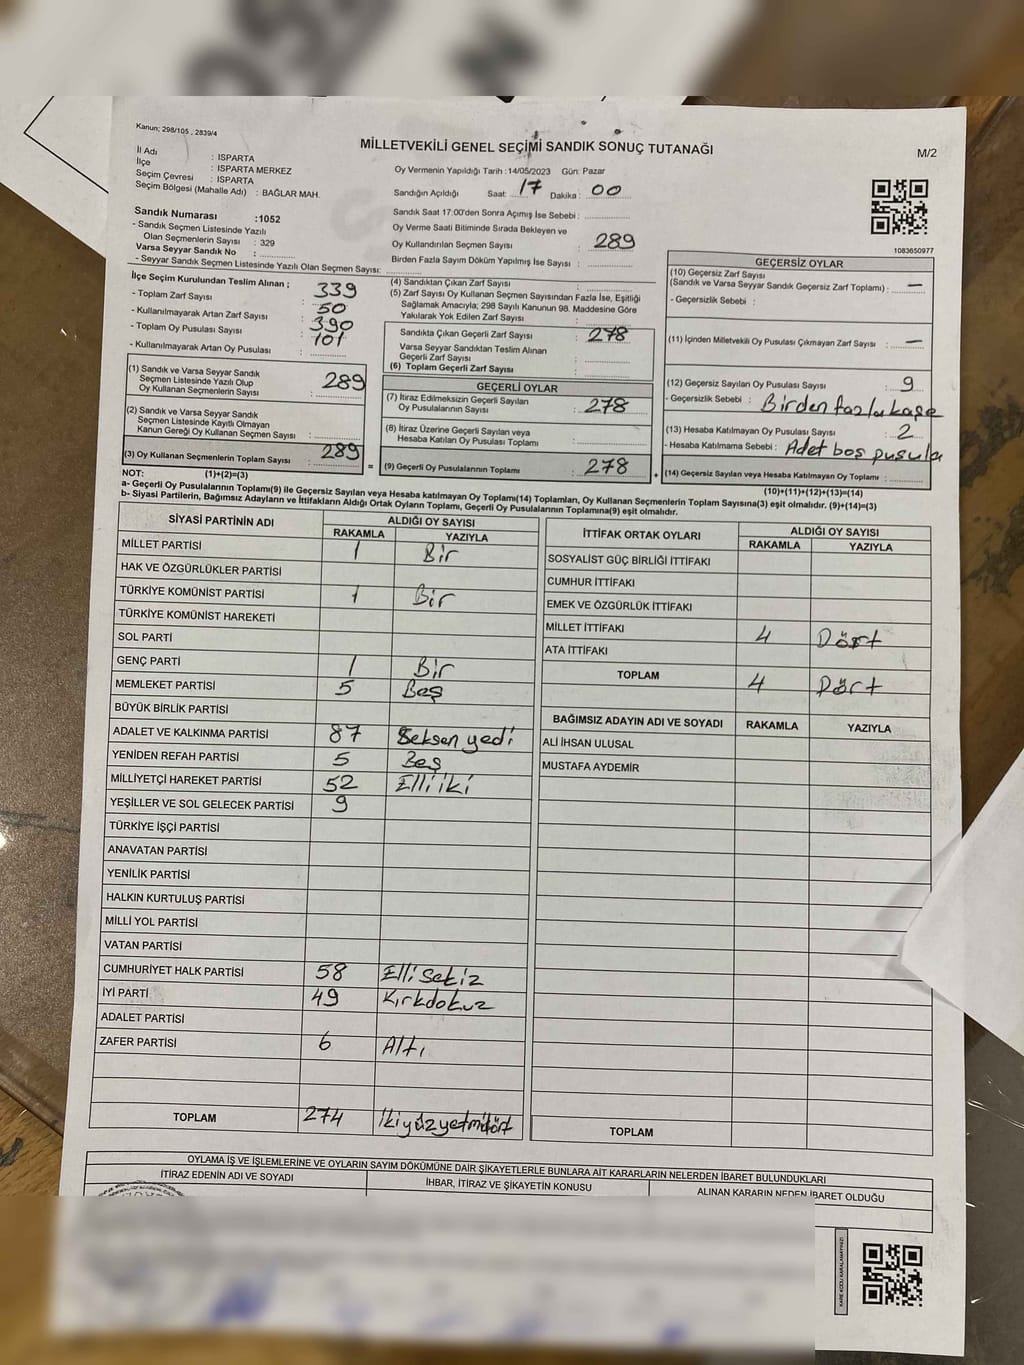 Kanun; 298/105 , 2839/4
MİLLETVEKİLİ GENEL SEÇİMİ SANDIK SONUÇ TUTANAĞI
M/2
İl Adı : ISPARTA
İlçe : ISPARTA MERKEZ
Seçim Çevresi : ISPARTA
Seçim Bölgesi (Mahalle Adı) : BAĞLAR MAH.
Oy Vermenin Yapıldığı Tarih :14/05/2023 Gün: Pazar
Sandığın Açıldığı Saat: 17 Dakika : 00
Sandık Saat 17:00'den Sonra Açımış İse Sebebi :
Sandık Numarası :1052
- Sandık Seçmen Listesinde Yazılı
Olan Seçmenlerin Sayısı : 329
Varsa Seyyar Sandık No :
- Seyyar Sandık Seçmen Listesinde Yazılı Olan Seçmen Sayısı:
Oy Verme Saati Bitiminde Sırada Bekleyen ve
Oy Kullandırılan Seçmen Sayısı : 289
Birden Fazla Sayım Döküm Yapılmış İse Sayısı :
1083650977
İlçe Seçim Kurulundan Teslim Alınan ;
- Toplam Zarf Sayısı : 339
- Kullanılmayarak Artan Zarf Sayısı : 50
- Toplam Oy Pusulası Sayısı : 390
- Kullanılmayarak Artan Oy Pusulası : 101
(1) Sandık ve Varsa Seyyar Sandık
Seçmen Listesinde Yazılı Olup
Oy Kullanan Seçmenlerin Sayısı : 289
(2) Sandık ve Varsa Seyyar Sandık
Seçmen Listesinde Kayıtlı Olmayan
Kanun Gereği Oy Kullanan Seçmen Sayısı :
(3) Oy Kullanan Seçmenlerin Toplam Sayısı : 289
(1)+(2)=(3)
(4) Sandıktan Çıkan Zarf Sayısı :
(5) Zarf Sayısı Oy Kullanan Seçmen Sayısından Fazla İse, Eşitliği
Sağlamak Amacıyla; 298 Sayılı Kanunun 98. Maddesine Göre
Yakılarak Yok Edilen Zarf Sayısı :
Sandıkta Çıkan Geçerli Zarf Sayısı : 278
Varsa Seyyar Sandıktan Teslim Alınan
Geçerli Zarf Sayısı :
(6) Toplam Geçerli Zarf Sayısı :
GEÇERLİ OYLAR
(7) İtiraz Edilmeksizin Geçerli Sayılan
Oy Pusulalarının Sayısı : 278
(8) İtiraz Üzerine Geçerli Sayılan veya
Hesaba Katılan Oy Pusulası Toplamı :
= (9) Geçerli Oy Pusulalarının Toplamı : 278 +
GEÇERSİZ OYLAR
(10) Geçersiz Zarf Sayısı
(Sandık ve Varsa Seyyar Sandık Geçersiz Zarf Toplamı) : —
- Geçersizlik Sebebi :
(11) İçinden Milletvekili Oy Pusulası Çıkmayan Zarf Sayısı : —
(12) Geçersiz Sayılan Oy Pusulası Sayısı : 9
- Geçersizlik Sebebi : Birden fazla kaşe
(13) Hesaba Katılmayan Oy Pusulası Sayısı : 2
- Hesaba Katılmama Sebebi : Adet boş pusula
(14) Geçersiz Sayılan veya Hesaba Katılmayan Oy Toplamı :
(10)+(11)+(12)+(13)=(14)
NOT:
a- Geçerli Oy Pusulalarının Toplamı(9) ile Geçersiz Sayılan veya Hesaba katılmayan Oy Toplamı(14) Toplamları, Oy Kullanan Seçmenlerin Toplam Sayısına(3) eşit olmalıdır. (9)+(14)=(3)
b- Siyasi Partilerin, Bağımsız Adayların ve İttifakların Aldığı Ortak Oyların Toplamı, Geçerli Oy Pusulalarının Toplamına(9) eşit olmalıdır.
SİYASİ PARTİNİN ADI ALDIĞI OY SAYISI
RAKAMLA YAZIYLA
MİLLET PARTİSİ 1 Bir
HAK VE ÖZGÜRLÜKLER PARTİSİ
TÜRKİYE KOMÜNİST PARTİSİ 1 Bir
TÜRKİYE KOMÜNİST HAREKETİ
SOL PARTİ
GENÇ PARTİ 1 Bir
MEMLEKET PARTİSİ 5 Beş
BÜYÜK BİRLİK PARTİSİ
ADALET VE KALKINMA PARTİSİ 87 Seksen yedi
YENİDEN REFAH PARTİSİ 5 Beş
MİLLİYETÇİ HAREKET PARTİSİ 52 Elli iki
YEŞİLLER VE SOL GELECEK PARTİSİ 9
TÜRKİYE İŞÇİ PARTİSİ
ANAVATAN PARTİSİ
YENİLİK PARTİSİ
HALKIN KURTULUŞ PARTİSİ
MİLLİ YOL PARTİSİ
VATAN PARTİSİ
CUMHURİYET HALK PARTİSİ 58 Elli Sekiz
İYİ PARTİ 49 Kırkdokuz
ADALET PARTİSİ
ZAFER PARTİSİ 6 Altı
TOPLAM 274 İkiyüzyetmidört
İTTİFAK ORTAK OYLARI ALDIĞI OY SAYISI
RAKAMLA YAZIYLA
SOSYALİST GÜÇ BİRLİĞİ İTTİFAKI
CUMHUR İTTİFAKI
EMEK VE ÖZGÜRLÜK İTTİFAKI
MİLLET İTTİFAKI 4 Dört
ATA İTTİFAKI
TOPLAM 4 Dört
BAĞIMSIZ ADAYIN ADI VE SOYADI RAKAMLA YAZIYLA
ALİ İHSAN ULUSAL
MUSTAFA AYDEMİR
TOPLAM
OYLAMA İŞ VE İŞLEMLERİNE VE OYLARIN SAYIM DÖKÜMÜNE DAİR ŞİKAYETLERLE BUNLARA AİT KARARLARIN NELERDEN İBARET BULUNDUKLARI
İTİRAZ EDENİN ADI VE SOYADI İHBAR, İTİRAZ VE ŞİKAYETİN KONUSU ALINAN KARARIN NEDEN İBARET OLDUĞU
KARE KODU KARALAMAYINIZ!